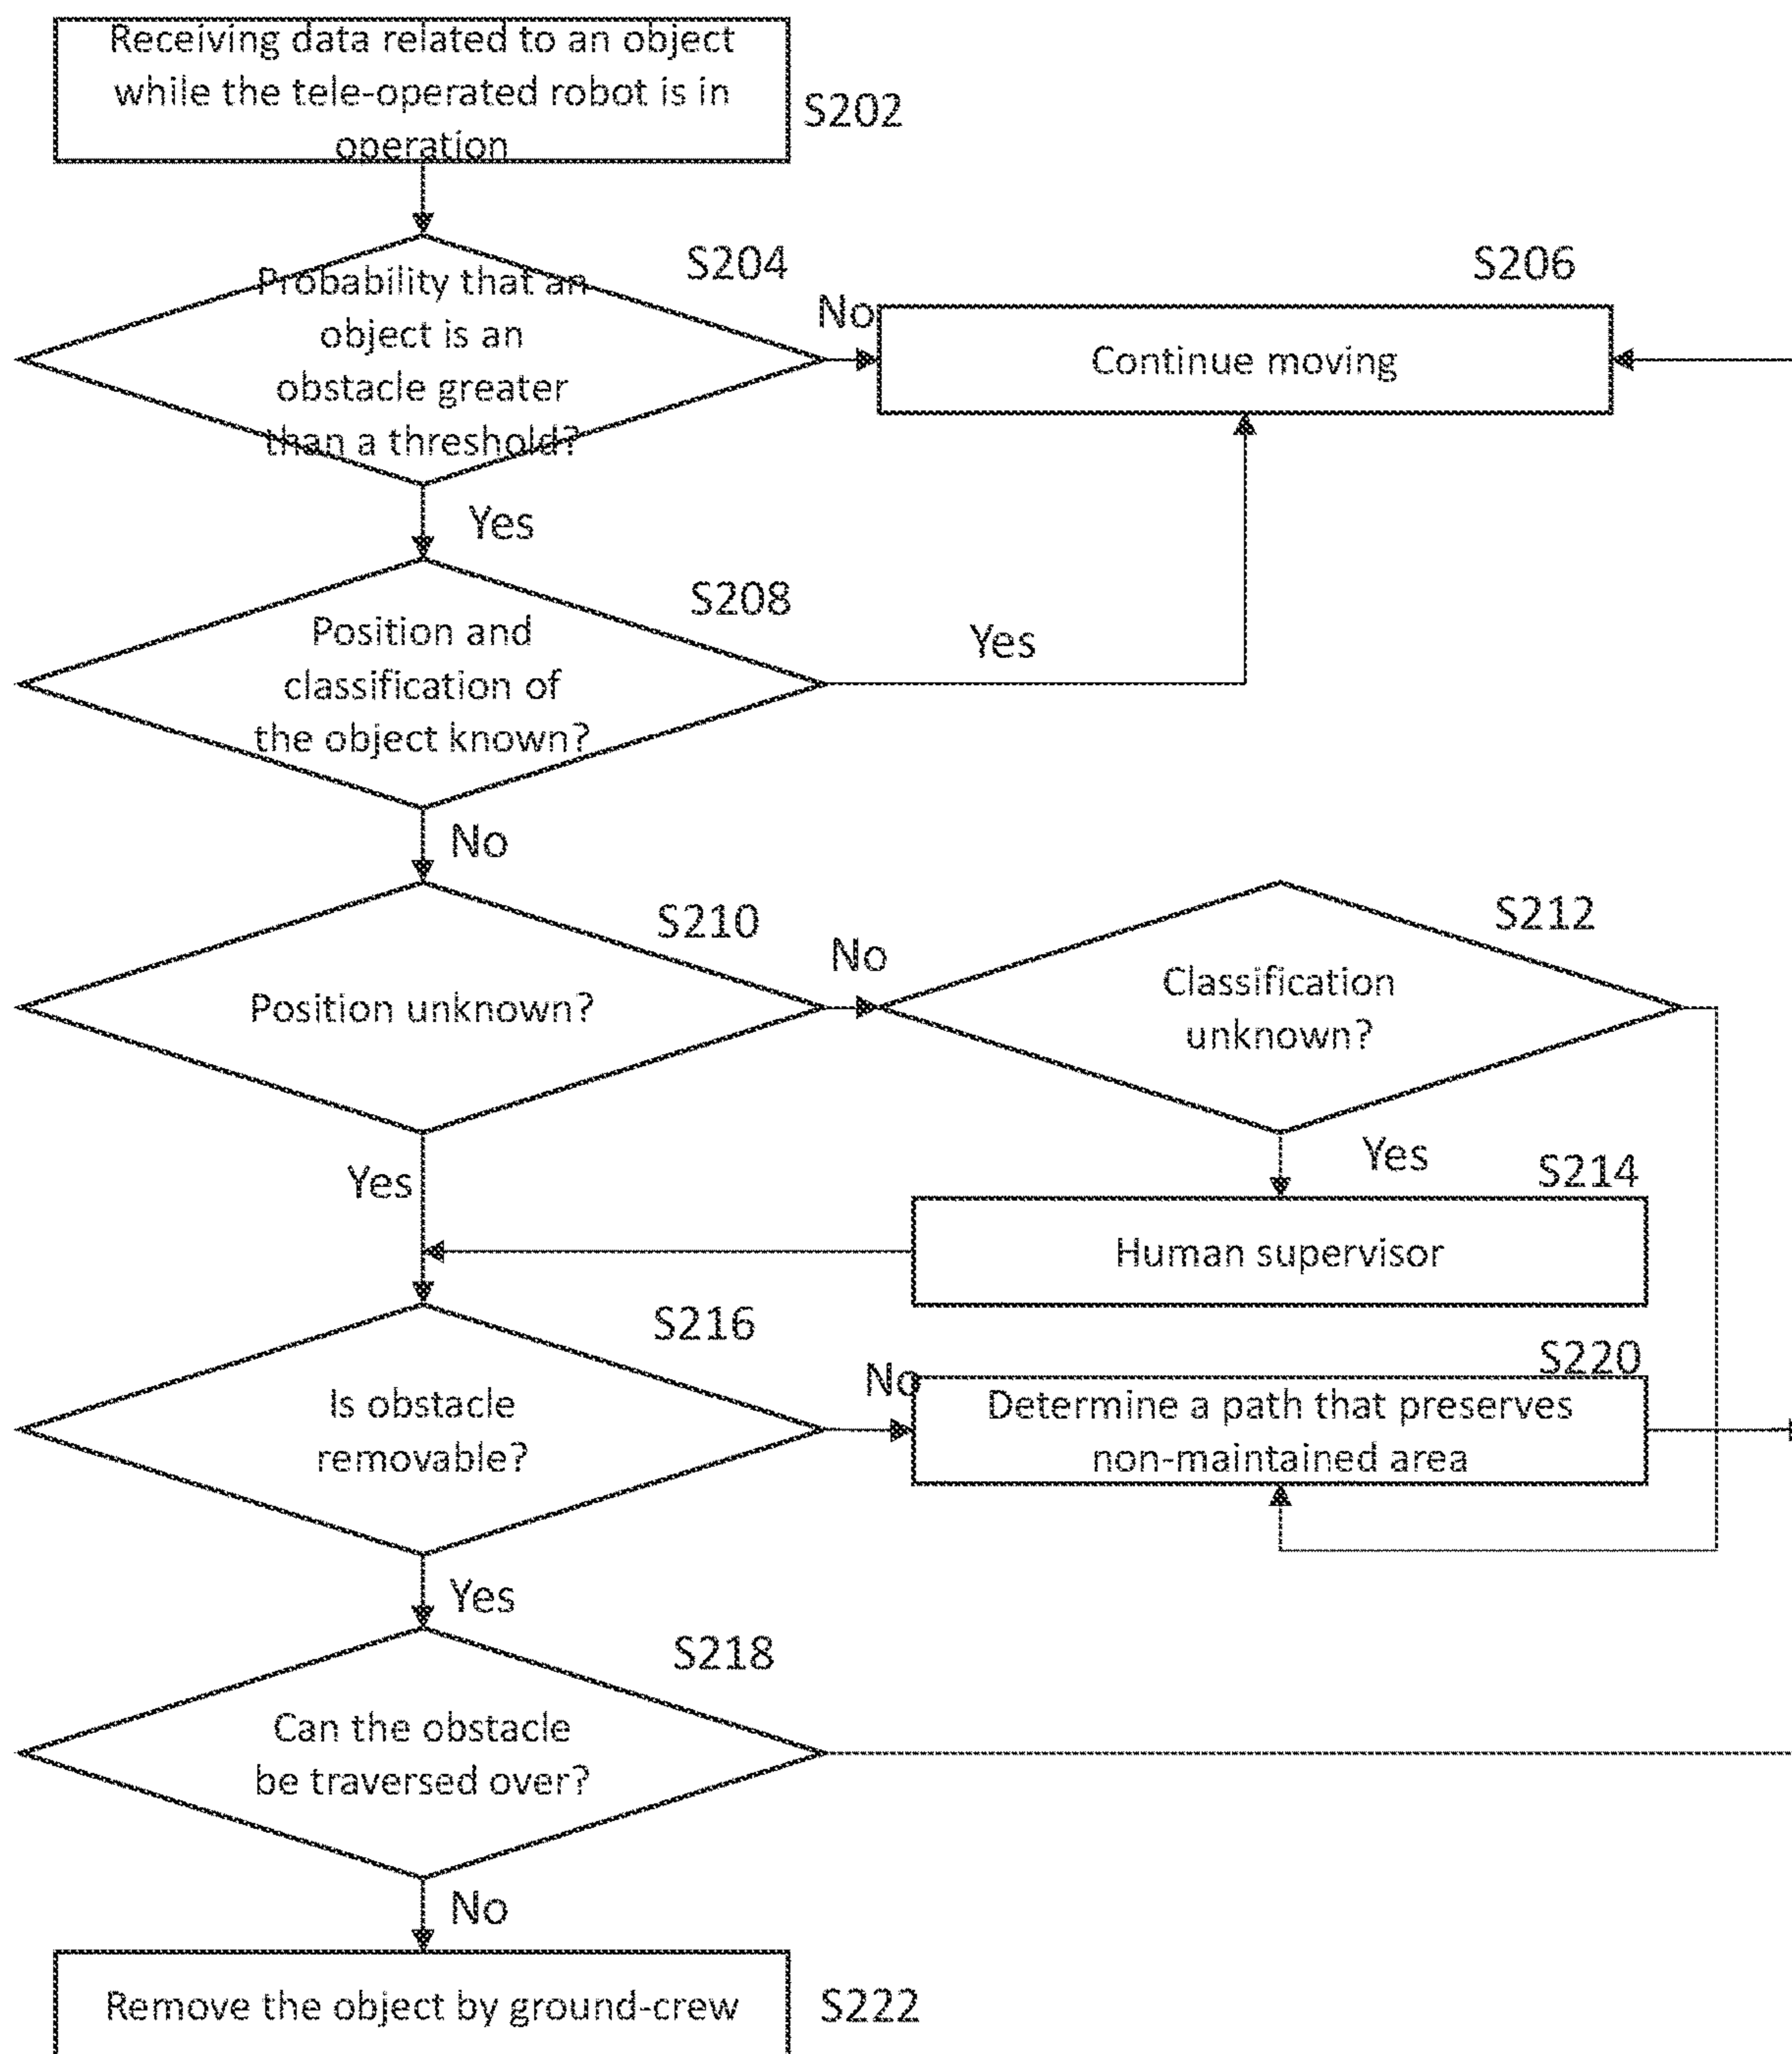 Receiving data related to an object
while the tele-operated robot is in
operation
S202
Probability that an
object is an
obstacle greater
than a threshold?
S204
No
S206
Continue moving
Yes
Position and
classification of
the object known?
S208
Yes
No
Position unknown?
S210
No
Classification
unknown?
S212
Yes
Yes
S214
Human supervisor
Is obstacle
removable?
S216
No
S220
Determine a path that preserves
non-maintained area
Yes
Can the obstacle
be traversed over?
S218
No
Remove the object by ground-crew
S222